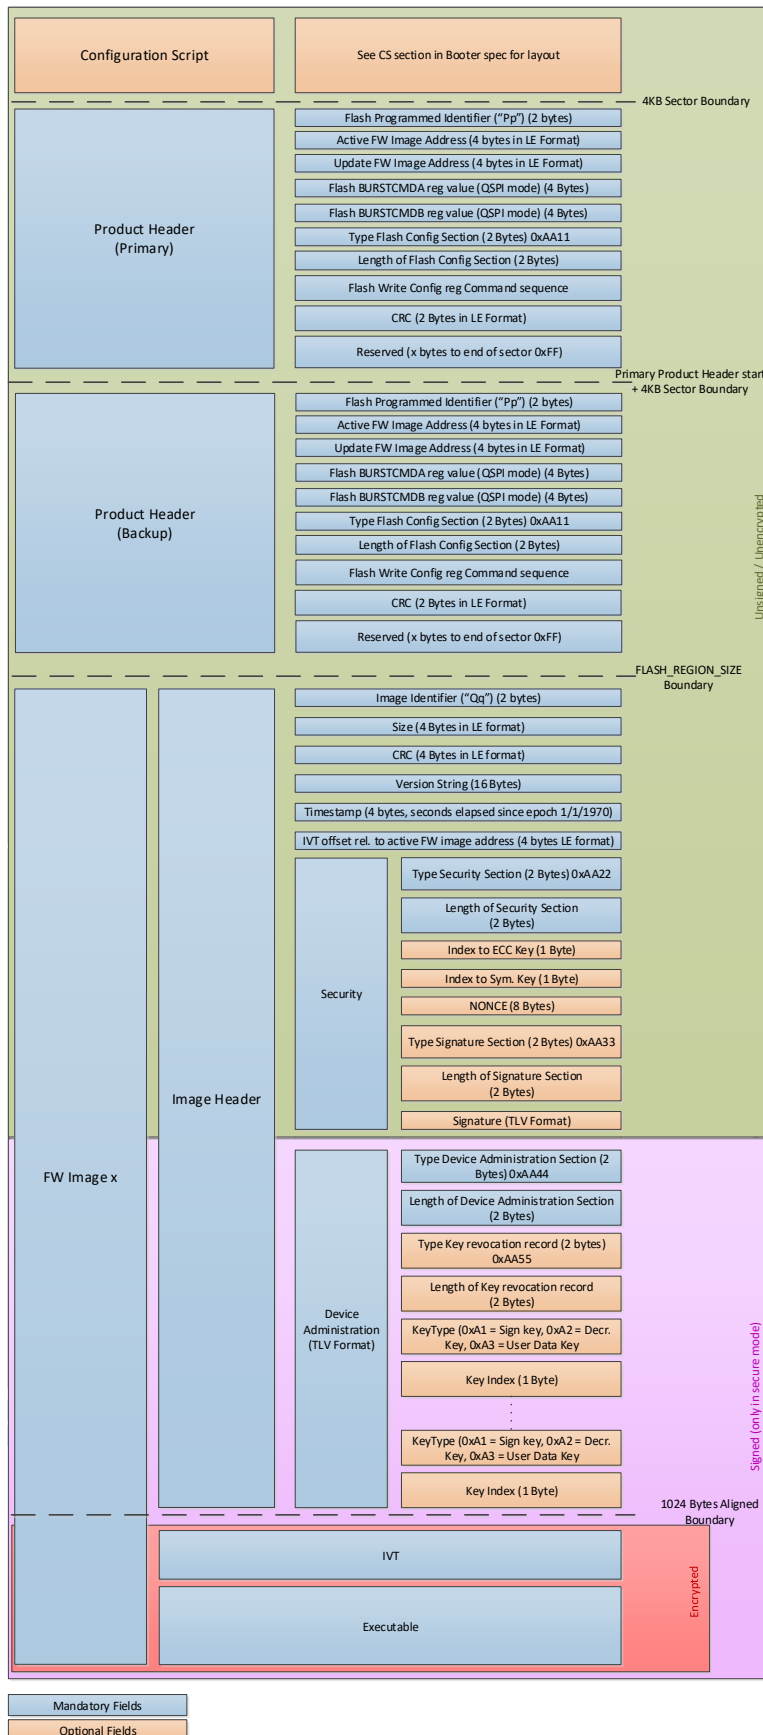 Configuration Script
See CS section in Booter spec for layout
4KB Sector Boundary
Product Header
(Primary)
Flash Programmed Identifier (“Pp”) (2 bytes)
Active FW Image Address (4 bytes in LE Format)
Update FW Image Address (4 bytes in LE Format)
Flash BURSTCMDA reg value (QSPI mode) (4 Bytes)
Flash BURSTCMDB reg value (QSPI mode) (4 Bytes)
Type Flash Config Section (2 Bytes) 0xAA11
Length of Flash Config Section (2 Bytes)
Flash Write Config reg Command sequence
CRC (2 Bytes in LE Format)
Reserved (x bytes to end of sector 0xFF)
Primary Product Header start
+ 4KB Sector Boundary
Product Header
(Backup)
Flash Programmed Identifier (“Pp”) (2 bytes)
Active FW Image Address (4 bytes in LE Format)
Update FW Image Address (4 bytes in LE Format)
Flash BURSTCMDA reg value (QSPI mode) (4 Bytes)
Flash BURSTCMDB reg value (QSPI mode) (4 Bytes)
Type Flash Config Section (2 Bytes) 0xAA11
Length of Flash Config Section (2 Bytes)
Flash Write Config reg Command sequence
CRC (2 Bytes in LE Format)
Reserved (x bytes to end of sector 0xFF)
Unsigned / Unencrypted
FLASH_REGION_SIZE
Boundary
FW Image x
Image Header
Image Identifier (“Qq”) (2 bytes)
Size (4 Bytes in LE format)
CRC (4 Bytes in LE format)
Version String (16 Bytes)
Timestamp (4 bytes, seconds elapsed since epoch 1/1/1970)
IVT offset rel. to active FW image address (4 bytes LE format)
Security
Type Security Section (2 Bytes) 0xAA22
Length of Security Section
(2 Bytes)
Index to ECC Key (1 Byte)
Index to Sym. Key (1 Byte)
NONCE (8 Bytes)
Type Signature Section (2 Bytes) 0xAA33
Length of Signature Section
(2 Bytes)
Signature (TLV Format)
Device
Administration
(TLV Format)
Type Device Administration Section (2
Bytes) 0xAA44
Length of Device Administration Section
(2 Bytes)
Type Key revocation record (2 bytes)
0xAA55
Length of Key revocation record
(2 Bytes)
KeyType (0xA1 = Sign key, 0xA2 = Decr.
Key, 0xA3 = User Data Key
Key Index (1 Byte)
KeyType (0xA1 = Sign key, 0xA2 = Decr.
Key, 0xA3 = User Data Key
Key Index (1 Byte)
Signed (only in secure mode)
1024 Bytes Aligned
Boundary
IVT
Executable
Encrypted
Mandatory Fields
Optional Fields